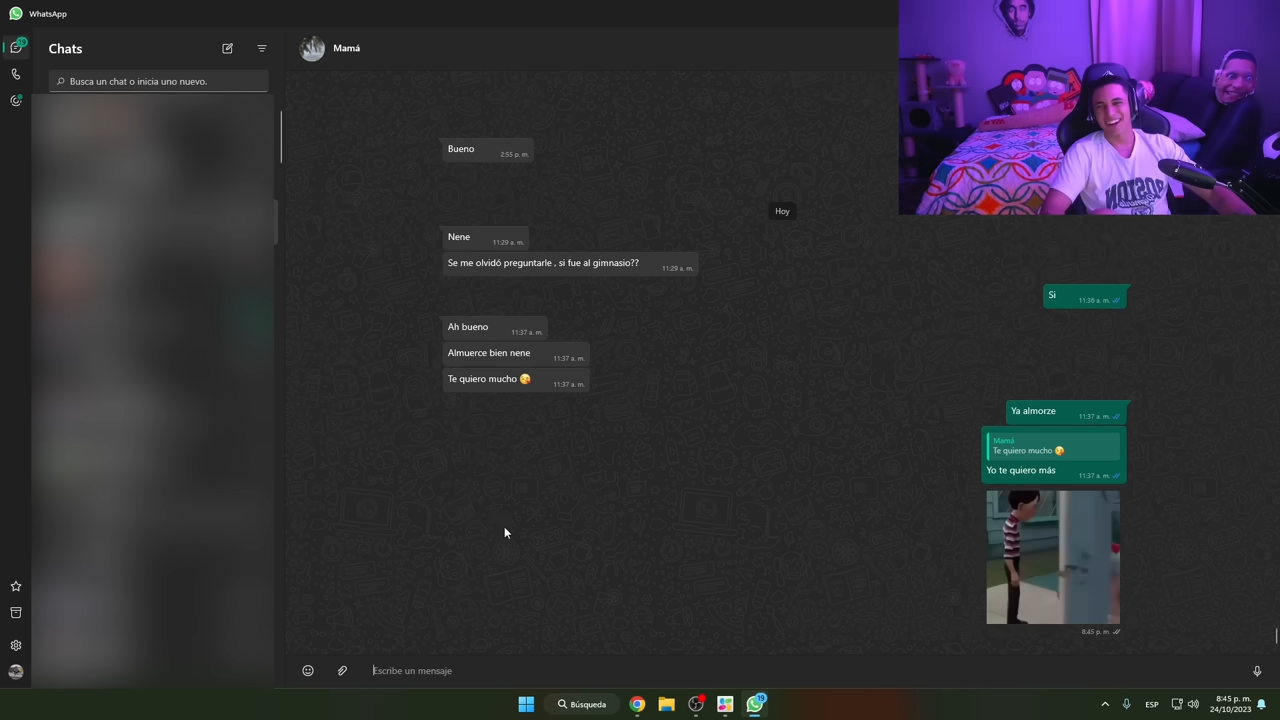 WhatsApp
19
Chats
Busca un chat o inicia uno nuevo.
Mamá
Bueno
2:55 p. m.
Hoy
Nene
11:29 a. m.
Se me olvidó preguntarle , si fue al gimnasio??
11:29 a. m.
Si
11:36 a. m.
Ah bueno
11:37 a. m.
Almuerce bien nene
11:37 a. m.
Te quiero mucho 😘
11:37 a. m.
Ya almorze
11:37 a. m.
Mamá
Te quiero mucho 😘
Yo te quiero más
11:37 a. m.
8:45 p. m.
Escribe un mensaje
Búsqueda
19
ESP
8:45 p. m.
24/10/2023